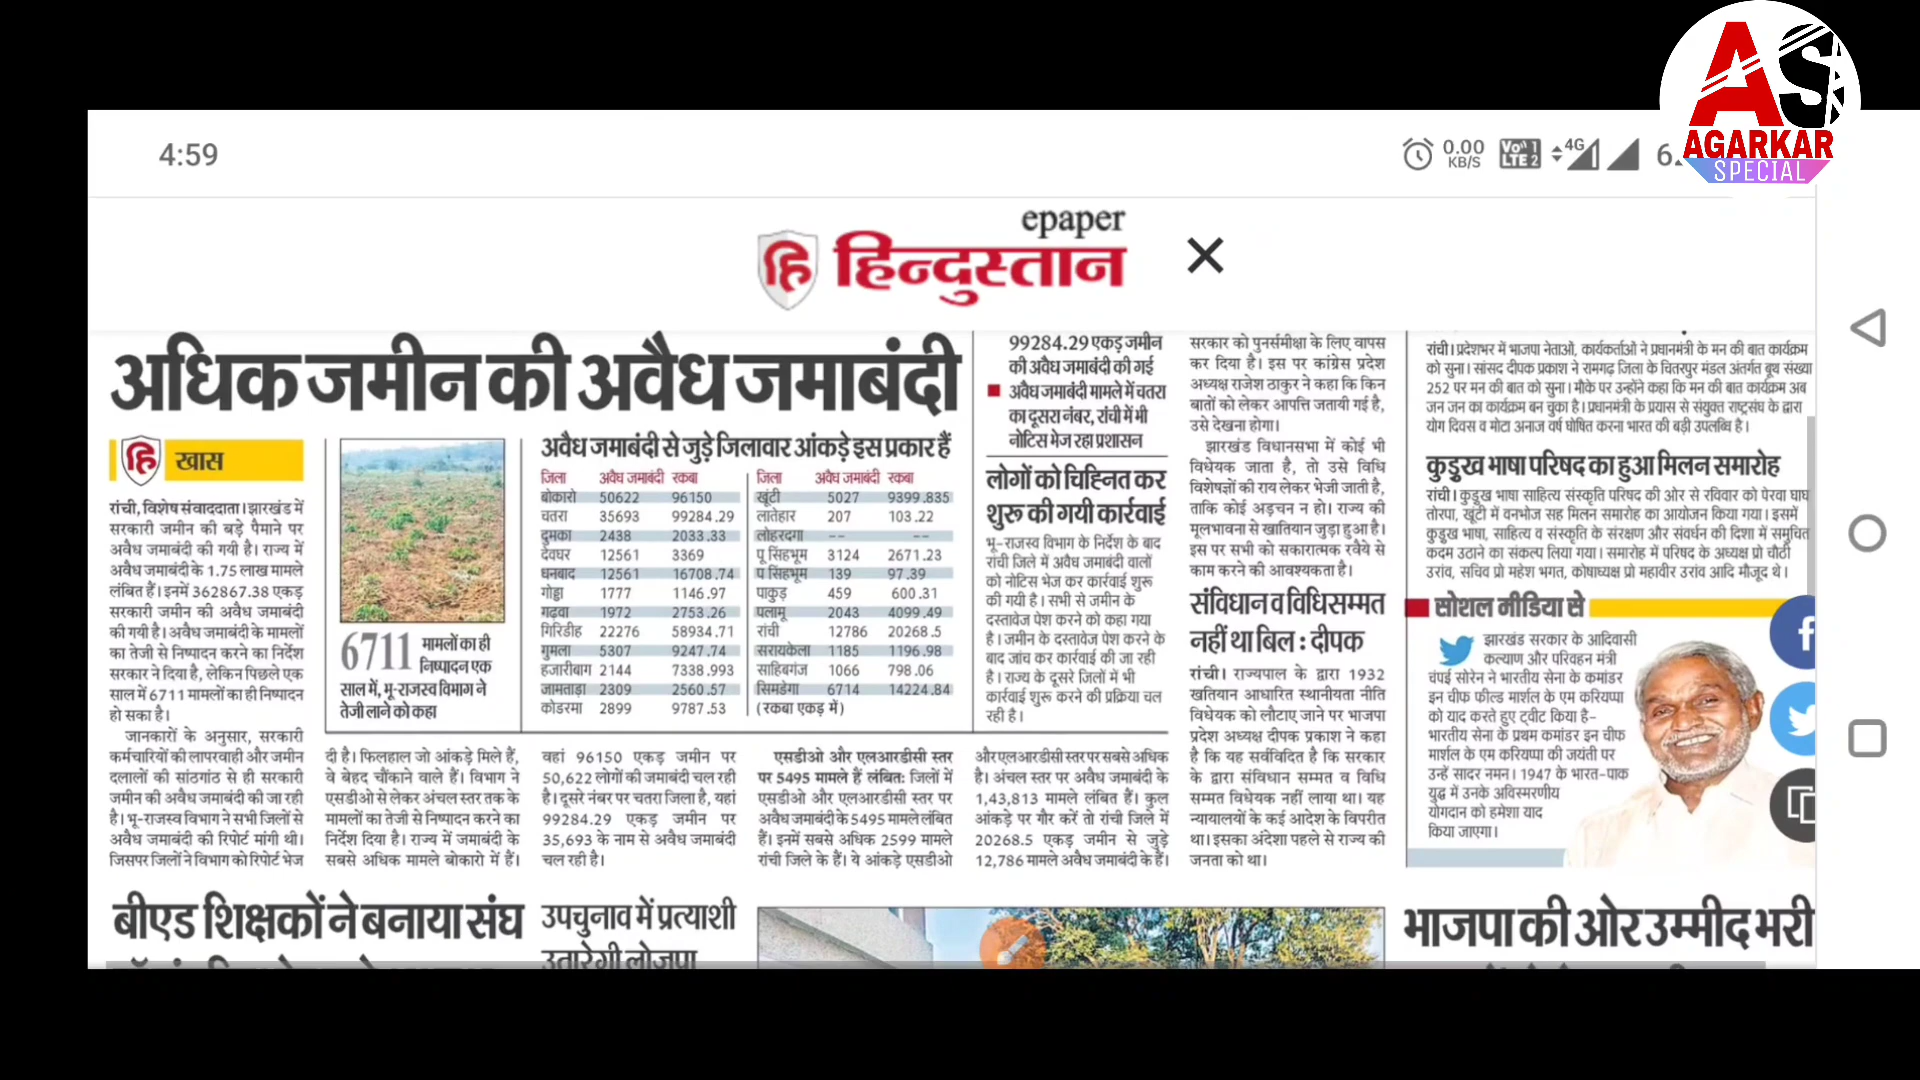 4:59
0.00
KB/S
Vo 1
LTE 2
4G
AS
AGARKAR
SPECIAL
epaper
हि हिन्दुस्तान
अधिक जमीन की अवैध जमाबंदी
हि खास
रांची, विशेष संवाददाता। झारखंड में
सरकारी जमीन की बड़े पैमाने पर
अवैध जमाबंदी की गयी है। राज्य में
अवैध जमाबंदी के 1.75 लाख मामले
लंबित हैं। इनमें 362867.38 एकड़
सरकारी जमीन की अवैध जमाबंदी
की गयी है। अवैध जमाबंदी के मामलों
का तेजी से निष्पादन करने का निर्देश
सरकार ने दिया है, लेकिन पिछले एक
साल में 6711 मामलों का ही निष्पादन
हो सका है।
जानकारों के अनुसार, सरकारी
कर्मचारियों की लापरवाही और जमीन
दलालों की सांठगांठ से ही सरकारी
जमीन की अवैध जमाबंदी की जा रही
है। भू-राजस्व विभाग ने सभी जिलों से
अवैध जमाबंदी की रिपोर्ट मांगी थी।
जिसपर जिलों ने विभाग को रिपोर्ट भेज
6711 मामलों का ही
निष्पादन एक
साल में, भू-राजस्व विभाग ने
तेजी लाने को कहा
दी है। फिलहाल जो आंकड़े मिले हैं,
वे बेहद चौंकाने वाले हैं। विभाग ने
एसडीओ से लेकर अंचल स्तर तक के
मामलों का तेजी से निष्पादन करने का
निर्देश दिया है। राज्य में जमाबंदी के
सबसे अधिक मामले बोकारो में हैं।
अवैध जमाबंदी से जुड़े जिलावार आंकड़े इस प्रकार हैं
जिला अवैध जमाबंदी रकबा
बोकारो 50622 96150
चतरा 35693 99284.29
दुमका 2438 2033.33
देवघर 12561 3369
धनबाद 12561 16708.74
गोड्डा 1777 1146.97
गढ़वा 1972 2753.26
गिरिडीह 22276 58934.71
गुमला 5307 9247.74
हजारीबाग 2144 7338.993
जामताड़ा 2309 2560.57
कोडरमा 2899 9787.53
जिला अवैध जमाबंदी रकबा
खूंटी 5027 9399.835
लातेहार 207 103.22
लोहरदगा -- --
पू सिंहभूम 3124 2671.23
प सिंहभूम 139 97.39
पाकुड़ 459 600.31
पलामू 2043 4099.49
रांची 12786 20268.5
सरायकेला 1185 1196.98
साहिबगंज 1066 798.06
सिमडेगा 6714 14224.84
(रकबा एकड़ में)
वहां 96150 एकड़ जमीन पर
50,622 लोगों की जमाबंदी चल रही
है। दूसरे नंबर पर चतरा जिला है, यहां
99284.29 एकड़ जमीन पर
35,693 के नाम से अवैध जमाबंदी
चल रही है।
एसडीओ और एलआरडीसी स्तर
पर 5495 मामले हैं लंबित: जिलों में
एसडीओ और एलआरडीसी स्तर पर
अवैध जमाबंदी के 5495 मामले लंबित
हैं। इनमें सबसे अधिक 2599 मामले
रांची जिले के हैं। ये आंकड़े एसडीओ
और एलआरडीसी स्तर पर सबसे अधिक
है। अंचल स्तर पर अवैध जमाबंदी के
1,43,813 मामले लंबित हैं। कुल
आंकड़े पर गौर करें तो रांची जिले में
20268.5 एकड़ जमीन से जुड़े
12,786 मामले अवैध जमाबंदी के हैं।
99284.29 एकड़ जमीन
की अवैध जमाबंदी की गई
अवैध जमाबंदी मामले में चतरा
का दूसरा नंबर, रांची में भी
नोटिस भेज रहा प्रशासन
लोगों को चिह्नित कर
शुरू की गयी कार्रवाई
भू-राजस्व विभाग के निर्देश के बाद
रांची जिले में अवैध जमाबंदी वालों
को नोटिस भेज कर कार्रवाई शुरू
की गयी है। सभी से जमीन के
दस्तावेज पेश करने को कहा गया
है। जमीन के दस्तावेज पेश करने के
बाद जांच कर कार्रवाई की जा रही
है। राज्य के दूसरे जिलों में भी
कार्रवाई शुरू करने की प्रक्रिया चल
रही है।
सरकार को पुनर्समीक्षा के लिए वापस
कर दिया है। इस पर कांग्रेस प्रदेश
अध्यक्ष राजेश ठाकुर ने कहा कि किन
बातों को लेकर आपत्ति जतायी गई है,
उसे देखना होगा।
झारखंड विधानसभा में कोई भी
विधेयक जाता है, तो उसे विधि
विशेषज्ञों की राय लेकर भेजी जाती है,
ताकि कोई अड़चन न हो। राज्य की
मूलभावना से खातियान जुड़ा हुआ है।
इस पर सभी को सकारात्मक रवैये से
काम करने की आवश्यकता है।
संविधान व विधिसम्मत
नहीं था बिल : दीपक
रांची। राज्यपाल के द्वारा 1932
खतियान आधारित स्थानीयता नीति
विधेयक को लौटाए जाने पर भाजपा
प्रदेश अध्यक्ष दीपक प्रकाश ने कहा
है कि यह सर्वविदित है कि सरकार
के द्वारा संविधान सम्मत व विधि
सम्मत विधेयक नहीं लाया था। यह
न्यायालयों के कई आदेश के विपरीत
था। इसका अंदेशा पहले से राज्य की
जनता को था।
रांची। प्रदेशभर में भाजपा नेताओ, कार्यकर्ताओ ने प्रधानमंत्री के मन की बात कार्यक्रम
को सुना। सांसद दीपक प्रकाश ने रामगढ़ जिला के चितरपुर मंडल अंतर्गत बूथ संख्या
252 पर मन की बात को सुना। मौके पर उन्होंने कहा कि मन की बात कार्यक्रम अब
जन जन का कार्यक्रम बन चुका है। प्रधानमंत्री के प्रयास से संयुक्त राष्ट्रसंघ के द्वारा
योग दिवस व मोटा अनाज वर्ष घोषित करना भारत की बड़ी उपलब्धि है।
कुडुख भाषा परिषद का हुआ मिलन समारोह
रांची। कुडुख भाषा साहित्य संस्कृति परिषद की ओर से रविवार को पेरवा घाघ
तोरपा, खूंटी में वनभोज सह मिलन समारोह का आयोजन किया गया। इसमें
कुडुख भाषा, साहित्य व संस्कृति के संरक्षण और संवर्धन की दिशा में समुचित
कदम उठाने का संकल्प लिया गया। समारोह में परिषद के अध्यक्ष प्रो चौठी
उरांव, सचिव प्रो महेश भगत, कोषाध्यक्ष प्रो महावीर उरांव आदि मौजूद थे।
सोशल मीडिया से
झारखंड सरकार के आदिवासी
कल्याण और परिवहन मंत्री
चंपई सोरेन ने भारतीय सेना के कमांडर
इन चीफ फील्ड मार्शल के एम करियप्पा
को याद करते हुए ट्वीट किया है-
भारतीय सेना के प्रथम कमांडर इन चीफ
मार्शल के एम करियप्पा की जयंती पर
उन्हें सादर नमन। 1947 के भारत-पाक
युद्ध में उनके अविस्मरणीय
योगदान को हमेशा याद
किया जाएगा।
बीएड शिक्षकों ने बनाया संघ
उपचुनाव में प्रत्याशी
उतारेगी लोजपा
भाजपा की ओर उम्मीद भरी